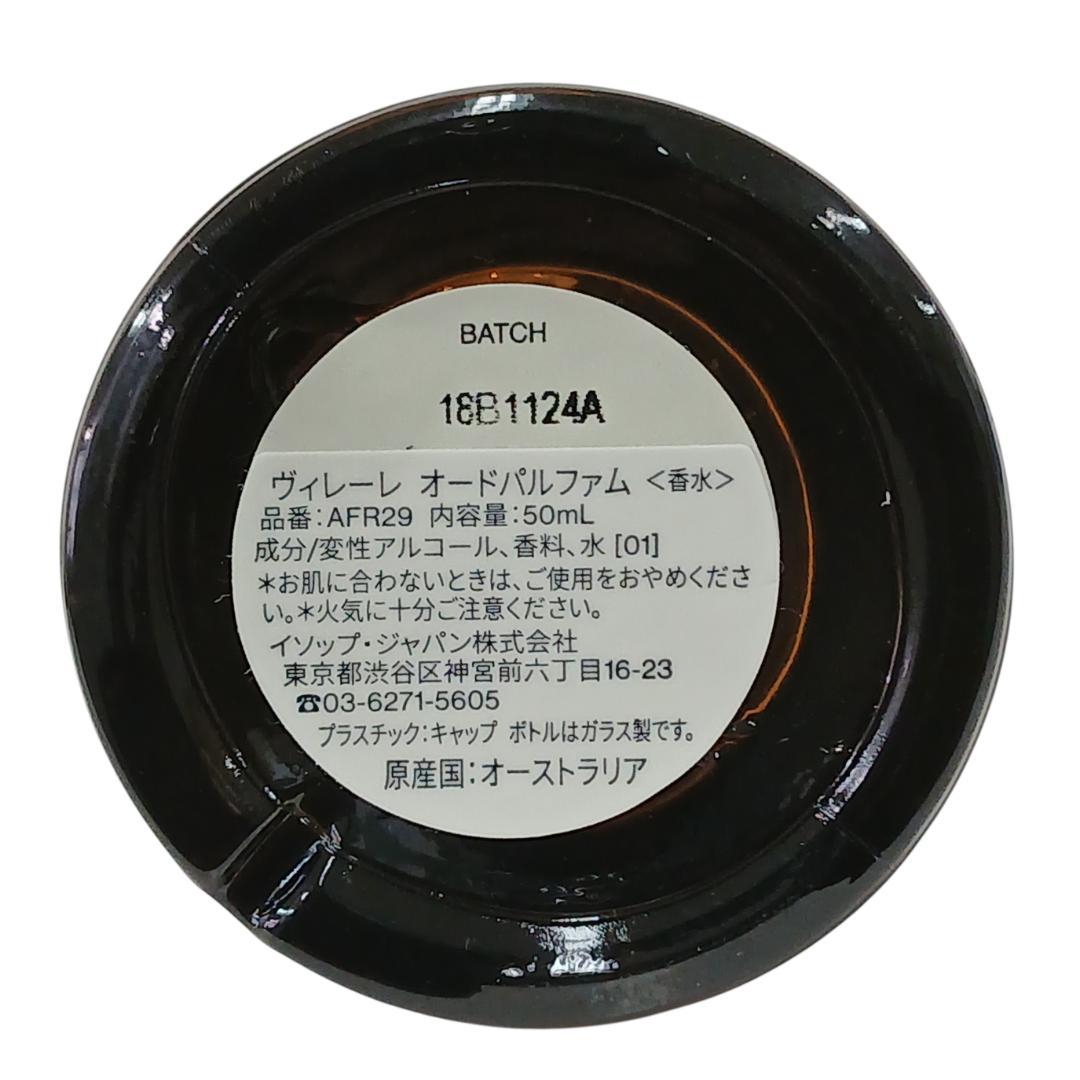 BATCH
18B1124A
ヴィレーレ オードパルファム <香水>
品番:AFR29 内容量:50mL
成分/変性アルコール、香料、水 [01]
*お肌に合わないときは、ご使用をおやめくださ
い。*火気に十分ご注意ください。
イソップ・ジャパン株式会社
東京都渋谷区神宮前六丁目16-23
☎03-6271-5605
プラスチック:キャップ ボトルはガラス製です。
原産国:オーストラリア